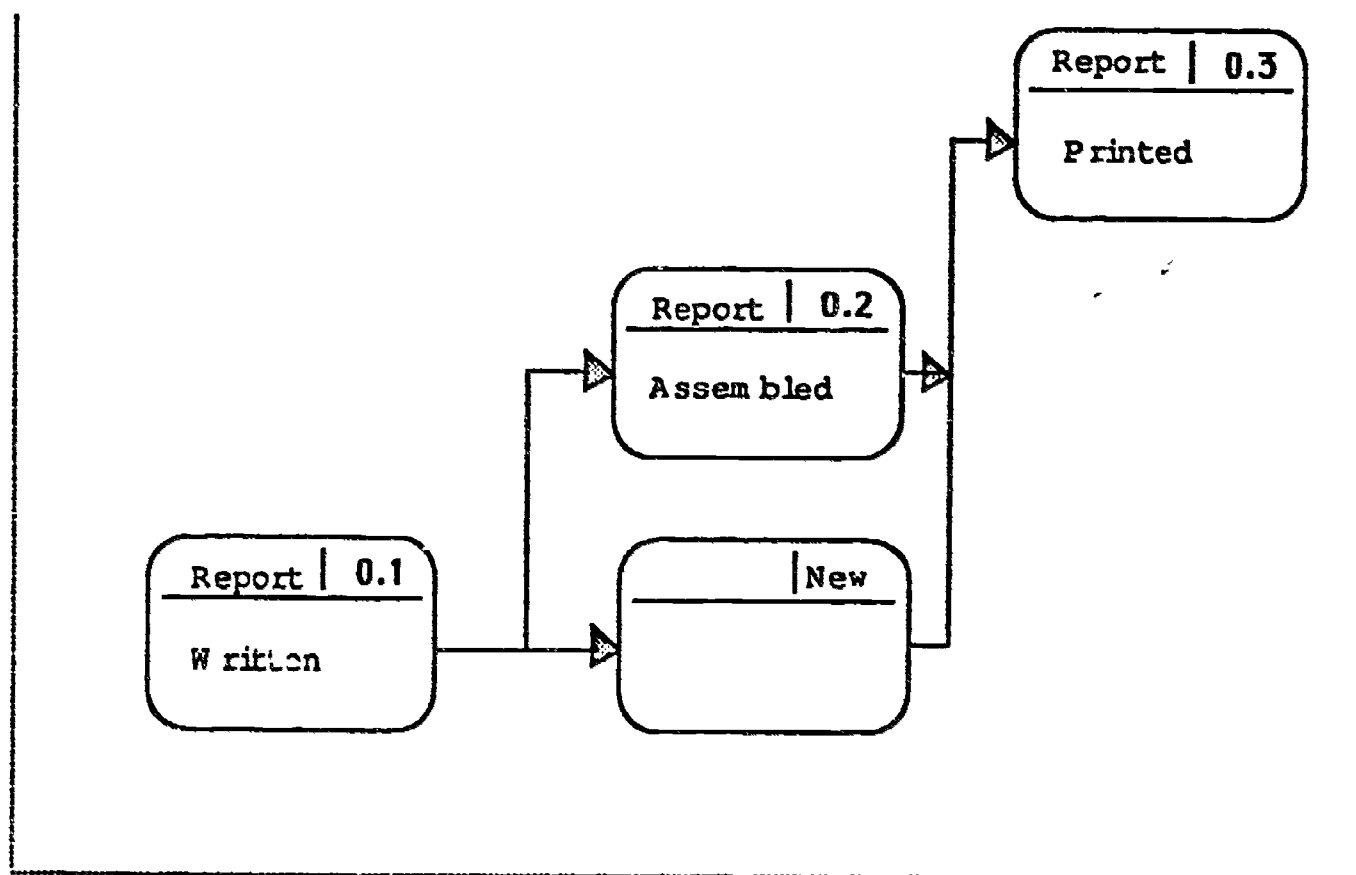 Report | 0.3
Printed
Report | 0.2
Assembled
Report | 0.1
Written
New